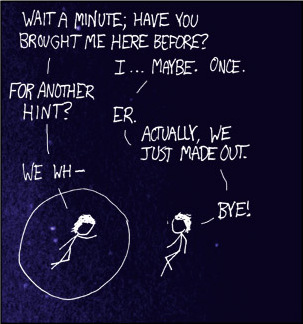 WAIT A MINUTE; HAVE YOU
BROUGHT ME HERE BEFORE?
I... MAYBE. ONCE.
FOR ANOTHER
HINT?
ER.
ACTUALLY, WE
JUST MADE OUT.
WE WH—
BYE!